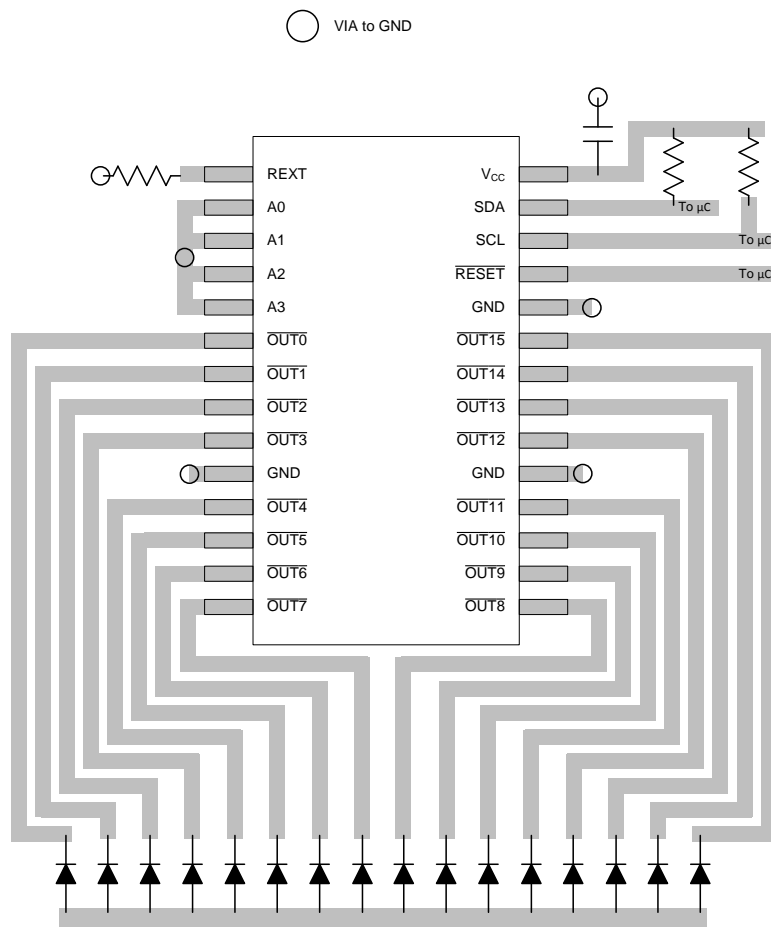 VIA to GND
REXT
A0
A1
A2
A3
OUT0
OUT1
OUT2
OUT3
GND
OUT4
OUT5
OUT6
OUT7
VCC
SDA
SCL
RESET
GND
OUT15
OUT14
OUT13
OUT12
GND
OUT11
OUT10
OUT9
OUT8
To µC
To µC
To µC